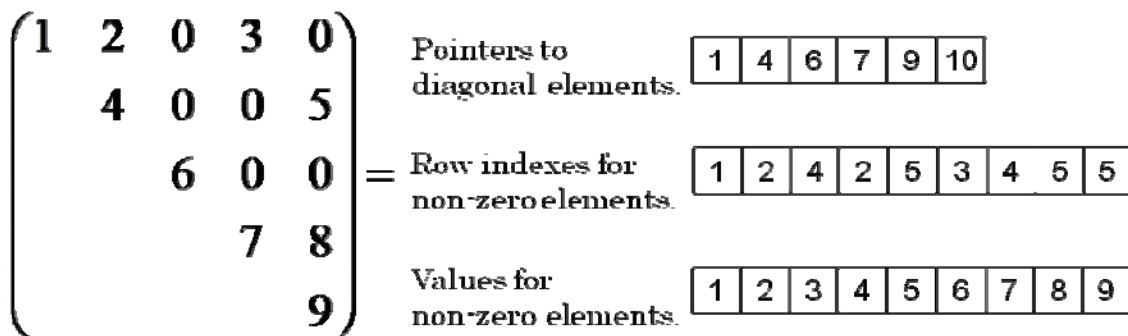 1 2 0 3 0
4 0 0 5
6 0 0
7 8
9
=
Pointers to
diagonal elements.
1 4 6 7 9 10
Row indexes for
non-zero elements.
1 2 4 2 5 3 4 5 5
Values for
non-zero elements.
1 2 3 4 5 6 7 8 9